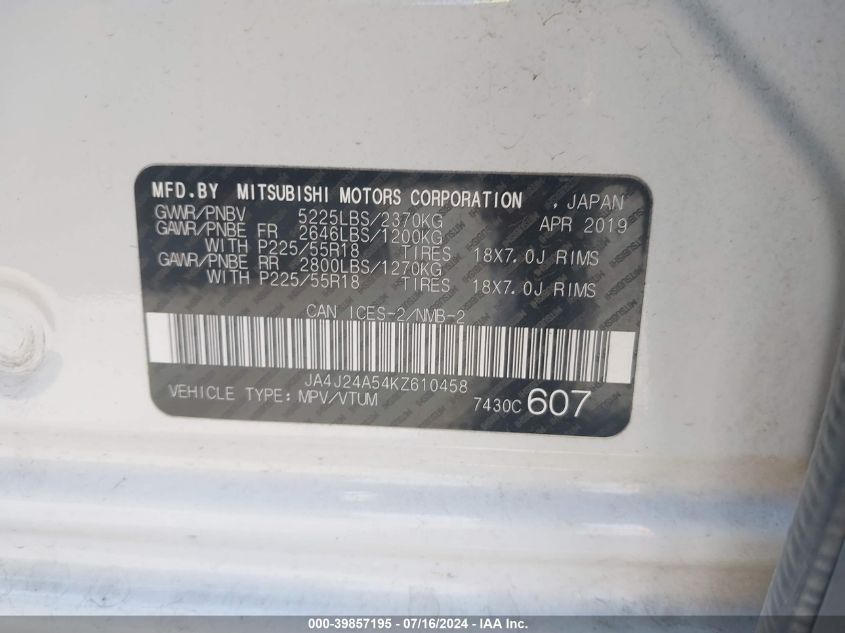 MFD.BY MITSUBISHI MOTORS CORPORATION , JAPAN
GWWR/PNBV 5225LBS/2370KG APR 2019
GAWR/PNBE FR 2646LBS/1200KG
WITH P225/55R18 TIRES 18X7.0J RIMS
GAWR/PNBE RR 2800LBS/1270KG
WITH P225/55R18 TIRES 18X7.0J RIMS
CAN ICES-2/NMB-2
JA4J24A54KZ610458
VEHICLE TYPE: MPV/VTUM 7430C 607
000-39857195 - 07/16/2024 - IAA Inc.